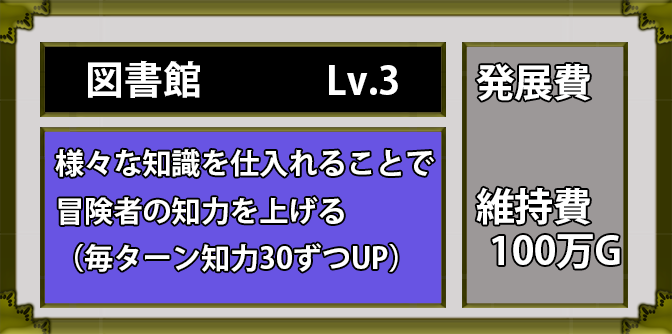 図書館 Lv.3
様々な知識を仕入れることで
冒険者の知力を上げる
（毎ターン知力30ずつUP）
発展費
維持費
100万G